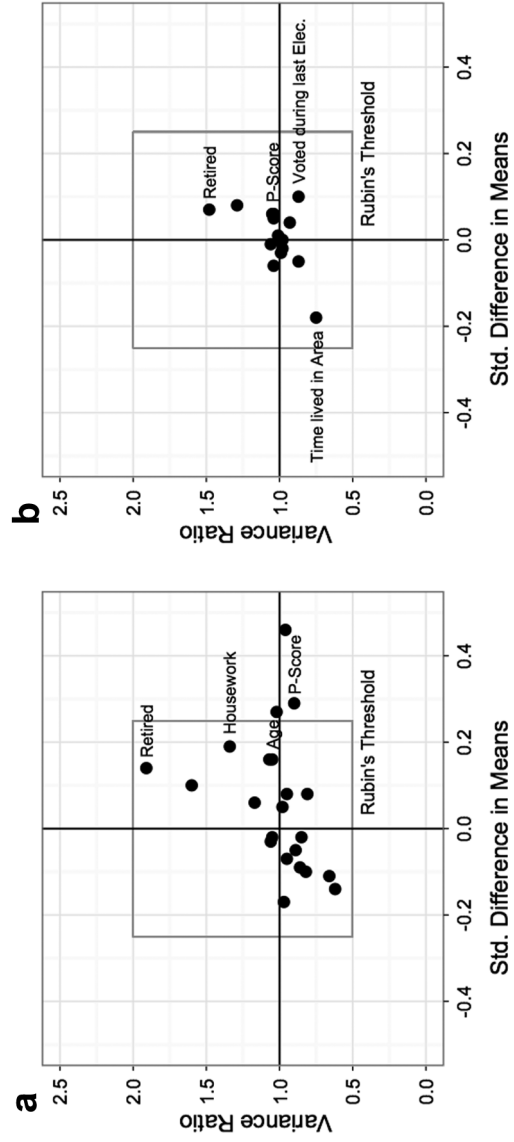 a
2.5
2.0
1.5
1.0
0.5
0.0
Variance Ratio
Retired
Housework
Age
P-Score
Rubin's Threshold
-0.4
-0.2
0.0
0.2
0.4
Std. Difference in Means
b
2.5
2.0
1.5
1.0
0.5
0.0
Variance Ratio
Retired
P-Score
Voted during last Elec.
Time lived in Area
Rubin's Threshold
-0.4
-0.2
0.0
0.2
0.4
Std. Difference in Means